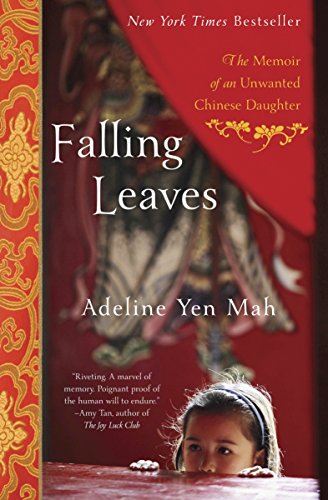 New York Times Bestseller
The Memoir
of an Unwanted
Chinese Daughter
Falling
Leaves
Adeline Yen Mah
"Riveting. A marvel of
memory. Poignant proof of
the human will to endure."
–Amy Tan, author of
The Joy Luck Club